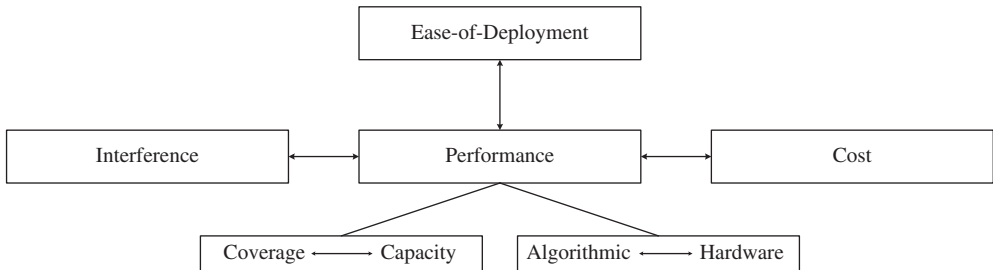 Ease-of-Deployment
Interference
Performance
Cost
Coverage
Capacity
Algorithmic
Hardware